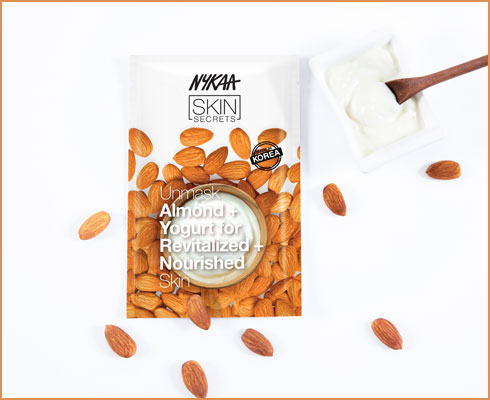 NYKAA
SKIN
SECRETS
KOREA
Unmask
Almond +
Yogurt for
Revitalized +
Nourished
Skin